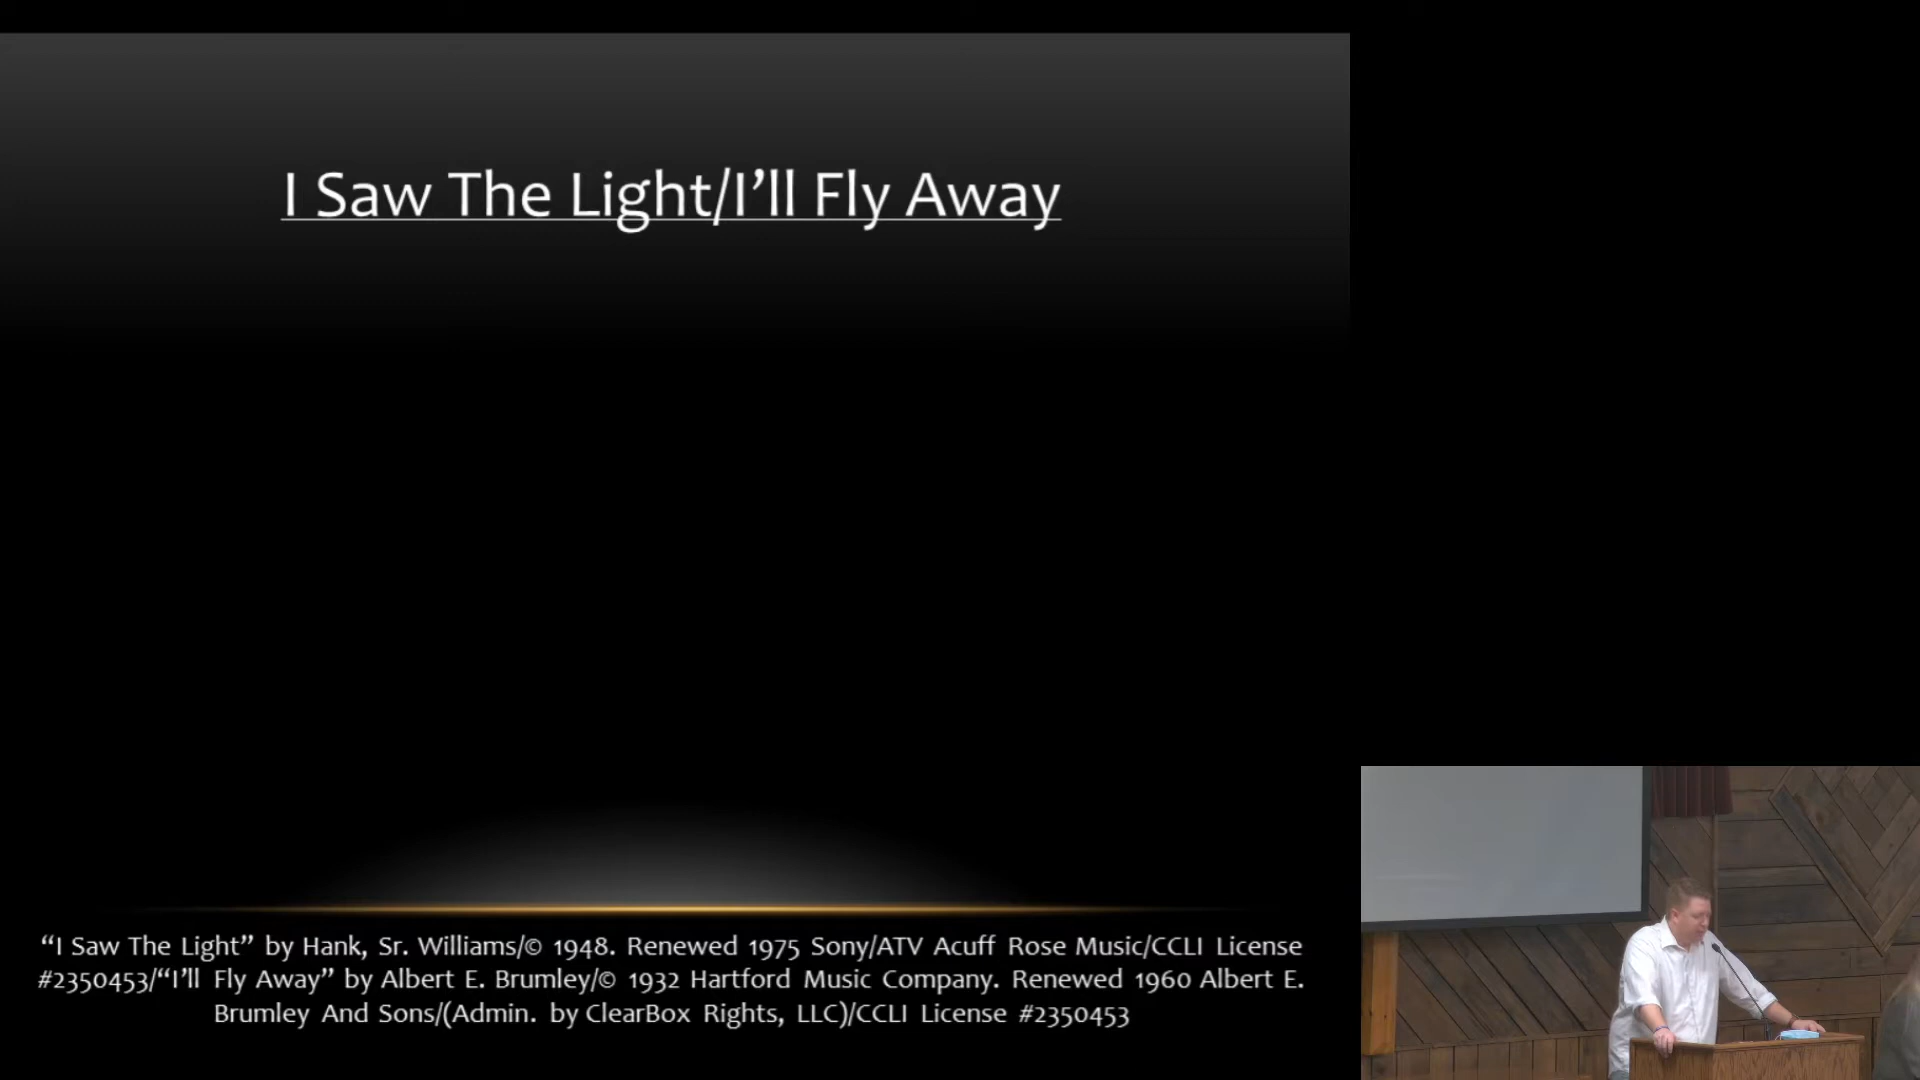 I Saw The Light/I’ll Fly Away
“I Saw The Light” by Hank, Sr. Williams/© 1948. Renewed 1975 Sony/ATV Acuff Rose Music/CCLI License
#2350453/“I’ll Fly Away” by Albert E. Brumley/© 1932 Hartford Music Company. Renewed 1960 Albert E.
Brumley And Sons/(Admin. by ClearBox Rights, LLC)/CCLI License #2350453